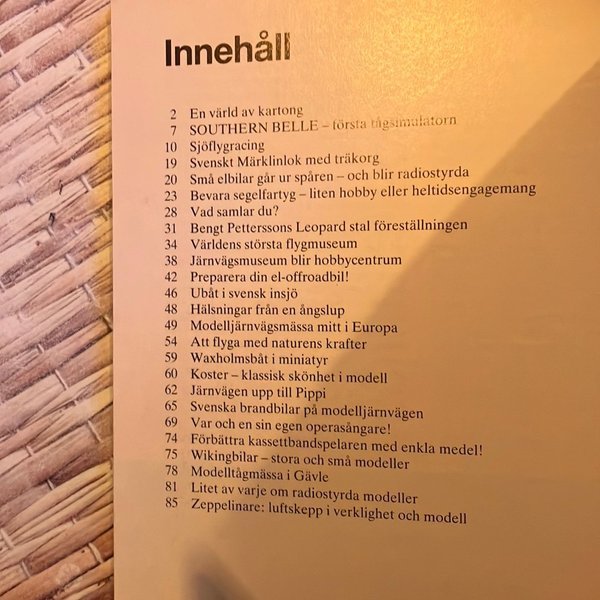 Innehåll
2 En värld av kartong
7 SOUTHERN BELLE – första tågsimulatorn
10 Sjöflygracing
19 Svenskt Märklinlok med träkorg
20 Små elbilar går ur spåren – och blir radiostyrda
23 Bevara segelfartyg – liten hobby eller heltidsengagemang
28 Vad samlar du?
31 Bengt Petterssons Leopard stal föreställningen
34 Världens största flygmuseum
38 Järnvägsmuseum blir hobbycentrum
42 Preparera din el-offroadbil!
46 Ubåt i svensk insjö
48 Hälsningar från en ångslup
49 Modelljärnvägsmässa mitt i Europa
54 Att flyga med naturens krafter
59 Waxholmsbåt i miniatyr
60 Koster – klassisk skönhet i modell
62 Järnvägen upp till Pippi
65 Svenska brandbilar på modelljärnvägen
69 Var och en sin egen operasångare!
74 Förbättra kassettbandspelaren med enkla medel!
75 Wikingbilar – stora och små modeller
78 Modelltågmässa i Gävle
81 Litet av varje om radiostyrda modeller
85 Zeppelinare: luftskepp i verklighet och modell